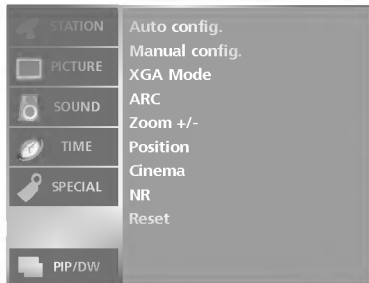 STATION
PICTURE
SOUND
TIME
SPECIAL
PIP/DW
Auto config.
Manual config.
XGA Mode
ARC
Zoom +/-
Position
Cinema
NR
Reset